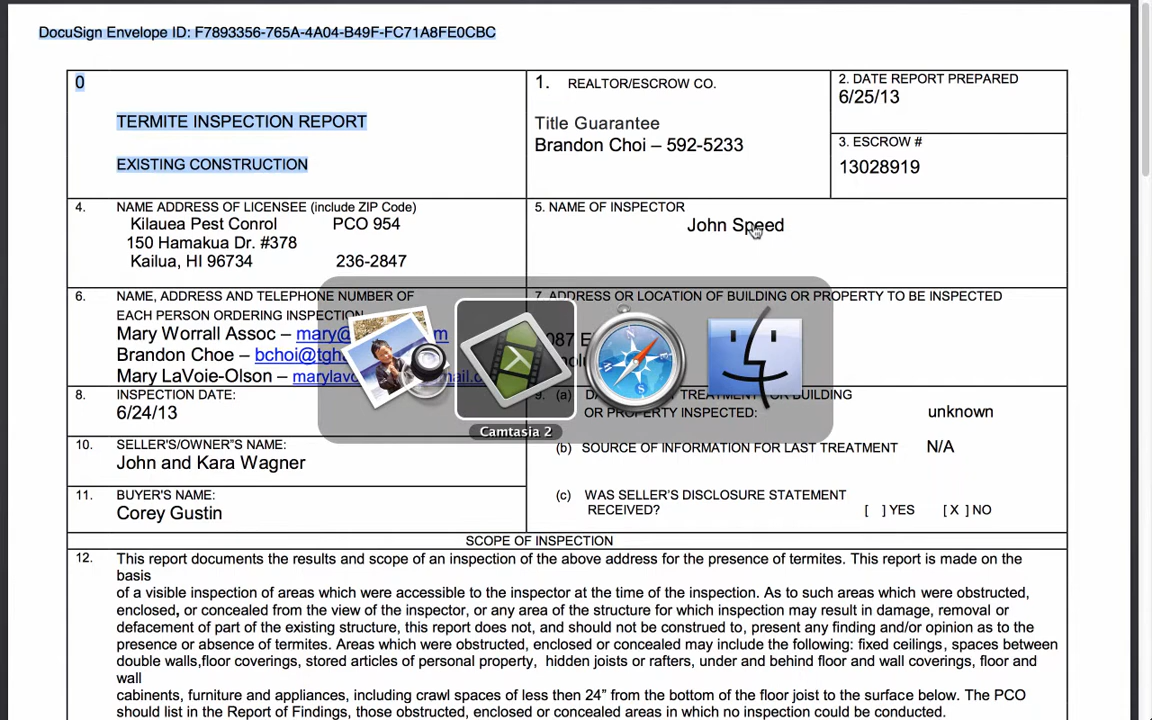 DocuSign Envelope ID: F7893356-765A-4A04-B49F-FC71A8FE0CBC
0
TERMITE INSPECTION REPORT
EXISTING CONSTRUCTION
1. REALTOR/ESCROW CO.
Title Guarantee
Brandon Choi – 592-5233
2. DATE REPORT PREPARED
6/25/13
3. ESCROW #
13028919
4. NAME ADDRESS OF LICENSEE (include ZIP Code)
Kilauea Pest Conrol PCO 954
150 Hamakua Dr. #378
Kailua, HI 96734 236-2847
5. NAME OF INSPECTOR
John Speed
6. NAME, ADDRESS AND TELEPHONE NUMBER OF
EACH PERSON ORDERING INSPECTION
Mary Worrall Assoc –
Brandon Choe –
Mary LaVoie-Olson –
7. ADDRESS OR LOCATION OF BUILDING OR PROPERTY TO BE INSPECTED
8. INSPECTION DATE:
6/24/13
9. (a) BUILDING
OR PROPERTY INSPECTED: unknown
(b) SOURCE OF INFORMATION FOR LAST TREATMENT N/A
(c) WAS SELLER'S DISCLOSURE STATEMENT
RECEIVED? [ ] YES [ X ] NO
10. SELLER'S/OWNER"S NAME:
John and Kara Wagner
11. BUYER'S NAME:
Corey Gustin
Camtasia 2
SCOPE OF INSPECTION
12. This report documents the results and scope of an inspection of the above address for the presence of termites. This report is made on the
basis
of a visible inspection of areas which were accessible to the inspector at the time of the inspection. As to such areas which were obstructed,
enclosed, or concealed from the view of the inspector, or any area of the structure for which inspection may result in damage, removal or
defacement of part of the existing structure, this report does not, and should not be construed to, present any finding and/or opinion as to the
presence or absence of termites. Areas which were obstructed, enclosed or concealed may include the following: fixed ceilings, spaces between
double walls,floor coverings, stored articles of personal property, hidden joists or rafters, under and behind floor and wall coverings, floor and
wall
cabinets, furniture and appliances, including crawl spaces of less then 24" from the bottom of the floor joist to the surface below. The PCO
should list in the Report of Findings, those obstructed, enclosed or concealed areas in which no inspection could be conducted.